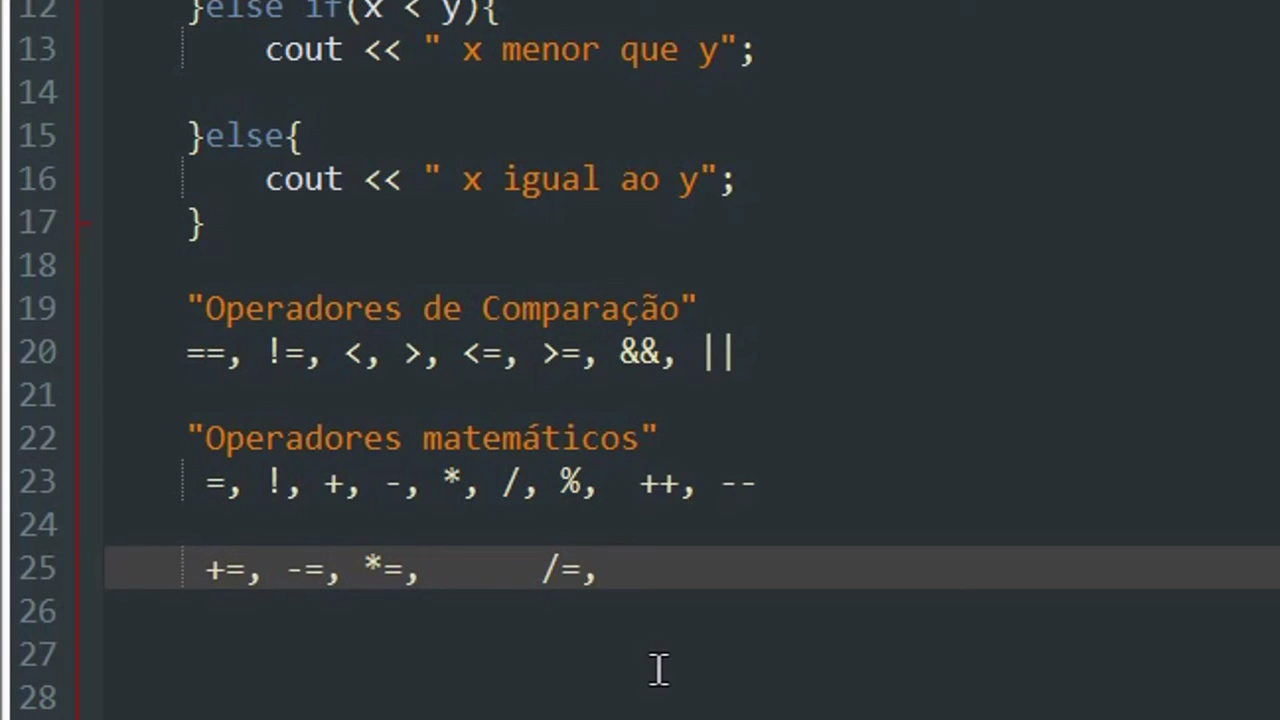 12 }else if(x < y){
13 cout << " x menor que y";
14
15 }else{
16 cout << " x igual ao y";
17 }
18
19 "Operadores de Comparação"
20 ==, !=, <, >, <=, >=, &&, ||
21
22 "Operadores matemáticos"
23 =, !, +, -, *, /, %, ++, --
24
25 +=, -=, *=, /=,
26
27
28